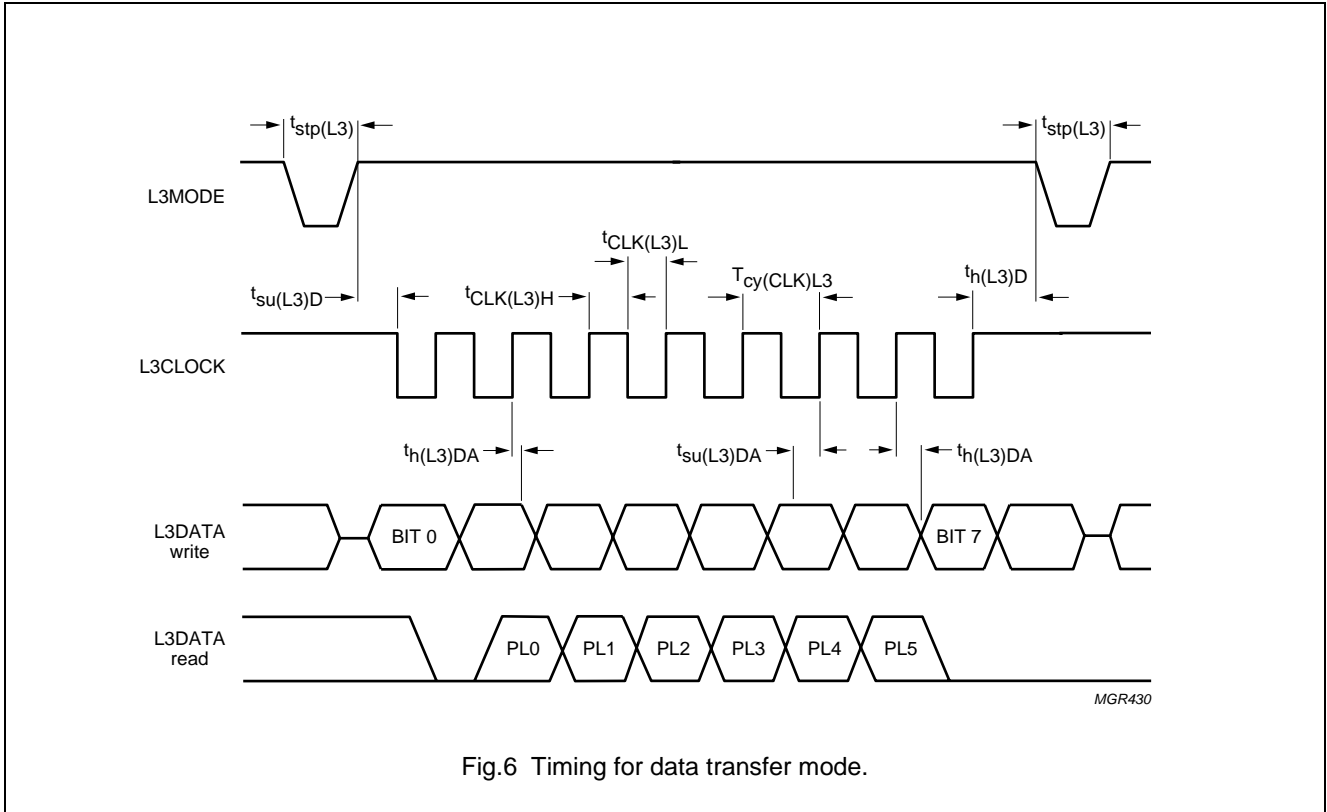 tstp(L3) tstp(L3)
L3MODE
tCLK(L3)L
tsu(L3)D tCLK(L3)H Tcy(CLK)L3 th(L3)D
L3CLOCK
th(L3)DA tsu(L3)DA th(L3)DA
L3DATA
write
BIT 0 BIT 7
L3DATA
read
PL0 PL1 PL2 PL3 PL4 PL5
MGR430
Fig.6 Timing for data transfer mode.